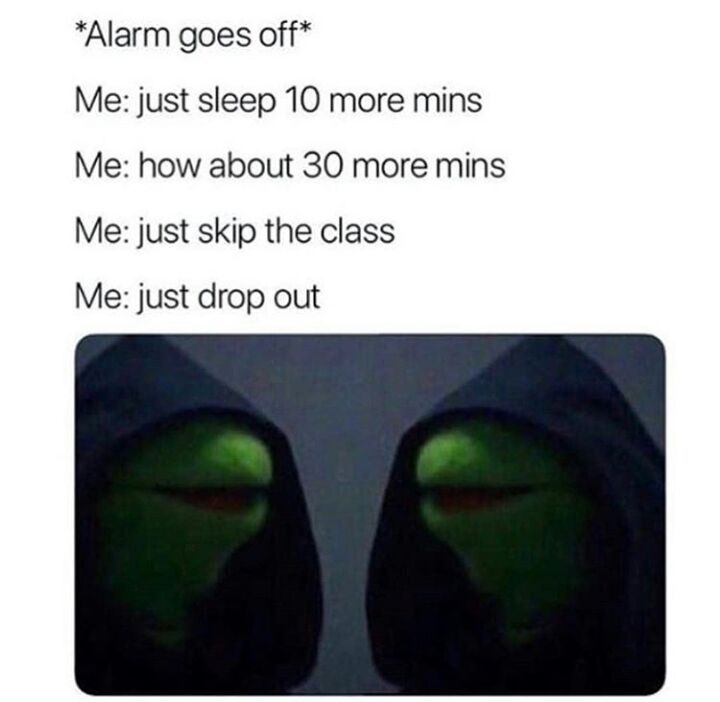 *Alarm goes off*
Me: just sleep 10 more mins
Me: how about 30 more mins
Me: just skip the class
Me: just drop out